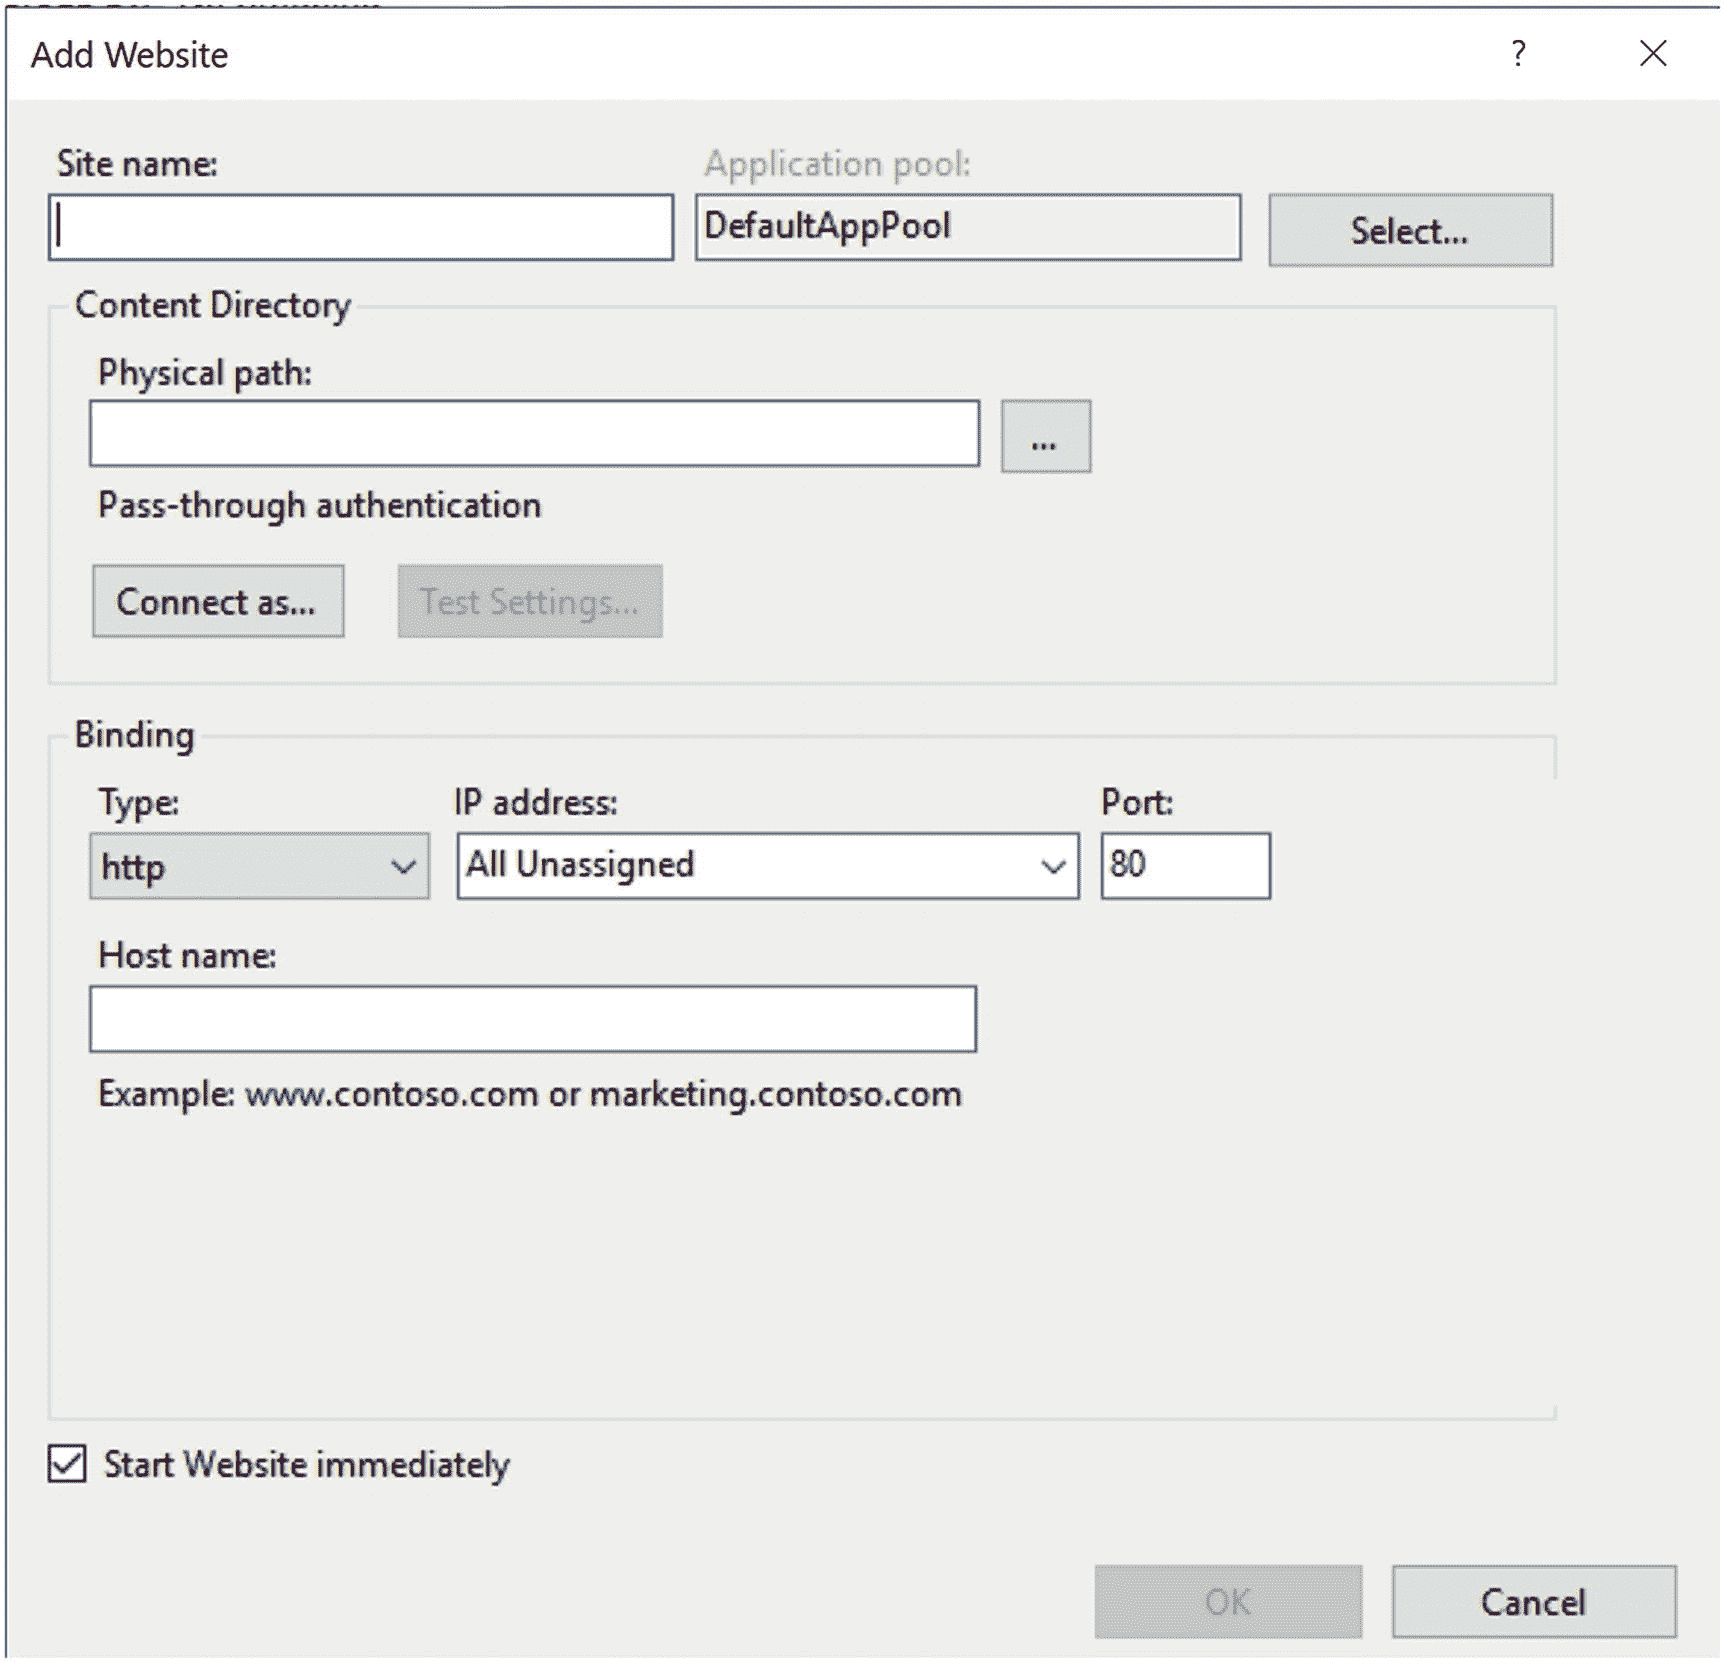 Add Website
?
Site name:
Application pool:
DefaultAppPool
Select...
Content Directory
Physical path:
...
Pass-through authentication
Connect as...
Test Settings...
Binding
Type:
IP address:
Port:
http
All Unassigned
80
Host name:
Example: www.contoso.com or marketing.contoso.com
Start Website immediately
OK
Cancel